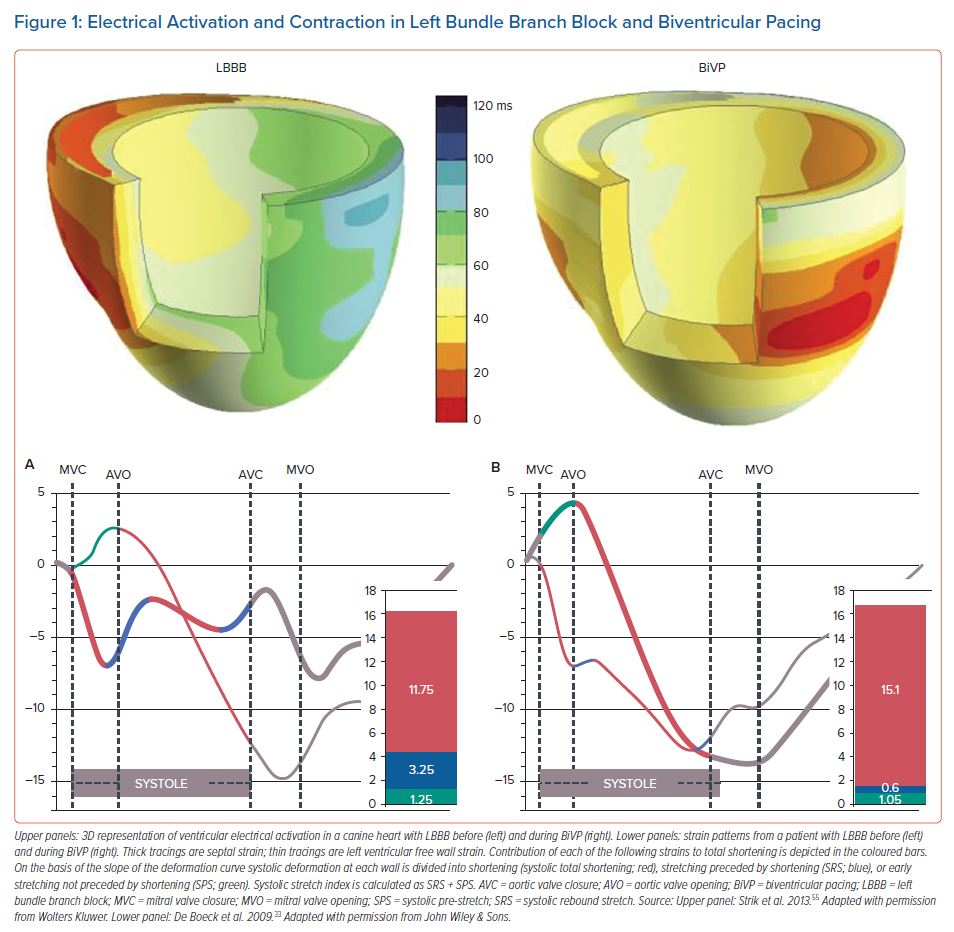 Figure 1: Electrical Activation and Contraction in Left Bundle Branch Block and Biventricular Pacing
LBBB
BiVP
120 ms
100
80
60
40
20
0
A
MVC
AVO
AVC
MVO
5
0
−5
−10
−15
SYSTOLE
18
16
14
12
10
8
6
4
2
0
11.75
3.25
1.25
B
MVC
AVO
AVC
MVO
5
0
−5
−10
−15
SYSTOLE
18
16
14
12
10
8
6
4
2
0
15.1
0.6
1.05
Upper panels: 3D representation of ventricular electrical activation in a canine heart with LBBB before (left) and during BiVP (right). Lower panels: strain patterns from a patient with LBBB before (left)
and during BiVP (right). Thick tracings are septal strain; thin tracings are left ventricular free wall strain. Contribution of each of the following strains to total shortening is depicted in the coloured bars.
On the basis of the slope of the deformation curve systolic deformation at each wall is divided into shortening (systolic total shortening; red), stretching preceded by shortening (SRS; blue), or early
stretching not preceded by shortening (SPS; green). Systolic stretch index is calculated as SRS + SPS. AVC = aortic valve closure; AVO = aortic valve opening; BiVP = biventricular pacing; LBBB = left
bundle branch block; MVC = mitral valve closure; MVO = mitral valve opening; SPS = systolic pre-stretch; SRS = systolic rebound stretch. Source: Upper panel: Strik et al. 2013.⁵⁵ Adapted with permission
from Wolters Kluwer. Lower panel: De Boeck et al. 2009.³³ Adapted with permission from John Wiley & Sons.